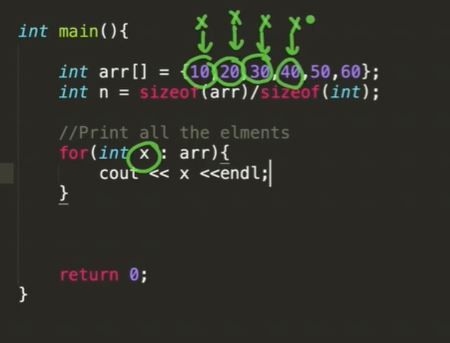 x x x x
int main(){
int arr[] = {10,20,30,40,50,60};
int n = sizeof(arr)/sizeof(int);
//Print all the elments
for(int x : arr){
cout << x <<endl;
}
return 0;
}